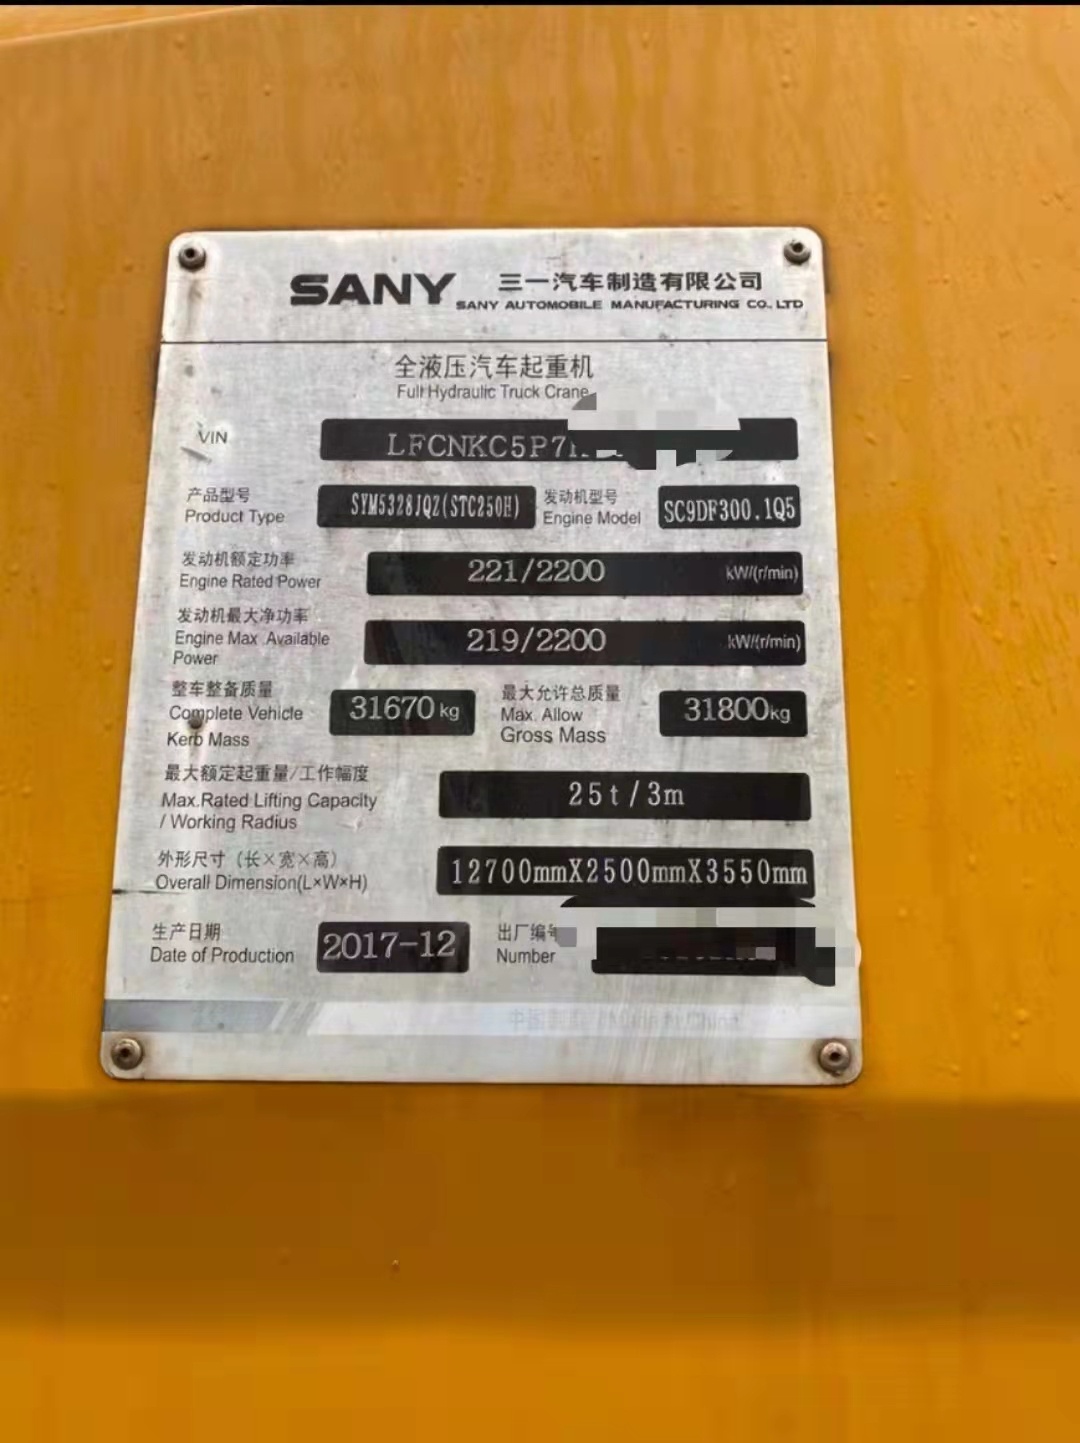 SANY 三一汽车制造有限公司
SANY AUTOMOBILE MANUFACTURING CO., LTD
全液压汽车起重机
Full Hydraulic Truck Crane
VIN LFCNKC5P7
产品型号 SYM5328JQZ(STC250H) 发动机型号 SC9DF300.1Q5
Product Type Engine Model
发动机额定功率 221/2200 kW/(r/min)
Engine Rated Power
发动机最大净功率 219/2200 kW/(r/min)
Engine Max .Available
Power
整车整备质量 31670 kg 最大允许总质量 31800kg
Complete Vehicle Max. Allow
Kerb Mass Gross Mass
最大额定起重量/工作幅度 25t/3m
Max.Rated Lifting Capacity
/ Working Radius
外形尺寸（长×宽×高） 12700mmX2500mmX3550mm
Overall Dimension(L×W×H)
生产日期 2017-12 出厂编号
Date of Production Number